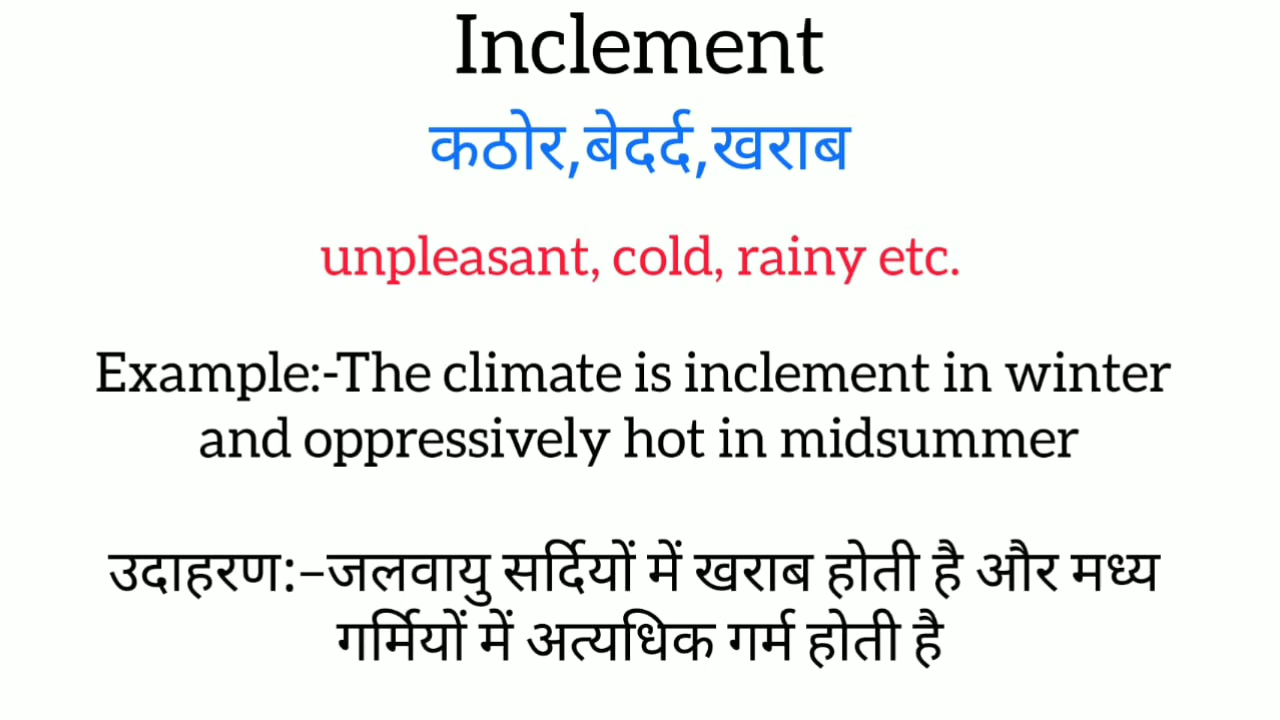 Inclement
कठोर,बेदर्द,खराब
unpleasant, cold, rainy etc.
Example:-The climate is inclement in winter
and oppressively hot in midsummer
उदाहरण:–जलवायु सर्दियों में खराब होती है और मध्य
गर्मियों में अत्यधिक गर्म होती है